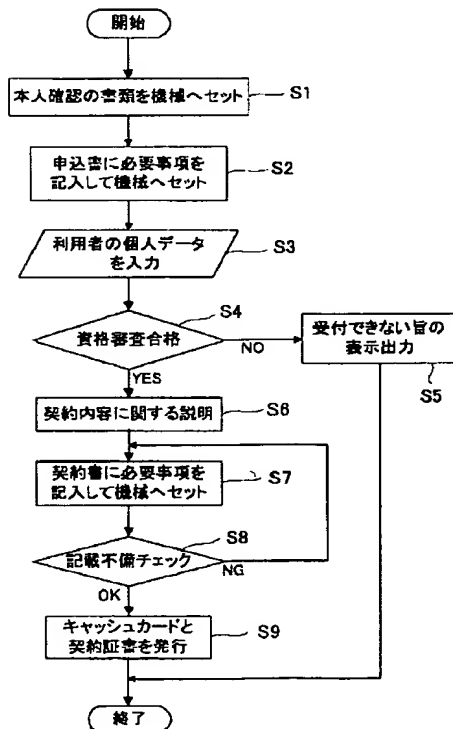 開始
本人確認の書類を機械へセット
S1
申込書に必要事項を
記入して機械へセット
S2
利用者の個人データ
を入力
S3
資格審査合格
S4
NO
YES
受付できない旨の
表示出力
S5
契約内容に関する説明
S6
契約書に必要事項を
記入して機械へセット
S7
記載不備チェック
S8
NG
OK
キャッシュカードと
契約証書を発行
S9
終了